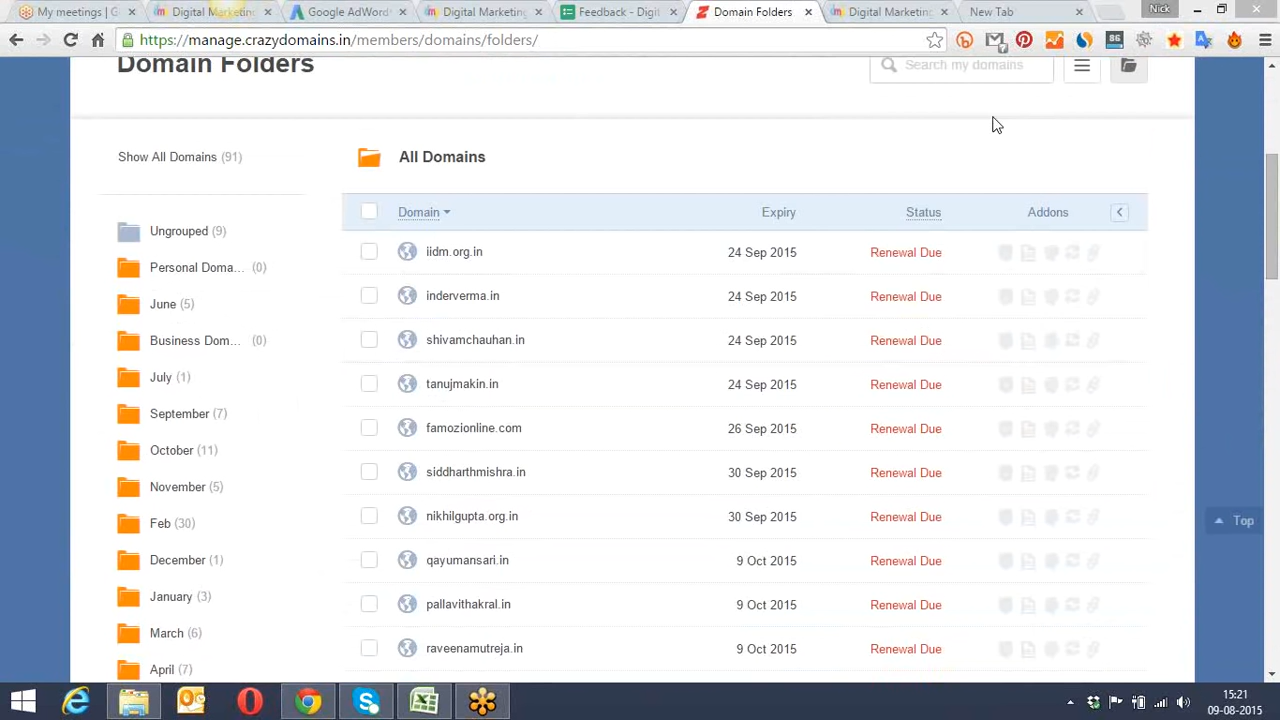 My meetings | G
Digital Marketin
Google AdWord
Digital Marketing
Feedback - Digit
Domain Folders
Digital Marketing
New Tab
Nick
https://manage.crazydomains.in/members/domains/folders/
86
Domain Folders
Search my domains
Show All Domains (91)
All Domains
Domain Expiry Status Addons
Ungrouped (9)
Personal Doma... (0)
June (5)
Business Dom... (0)
July (1)
September (7)
October (11)
November (5)
Feb (30)
December (1)
January (3)
March (6)
April (7)
iidm.org.in 24 Sep 2015 Renewal Due
inderverma.in 24 Sep 2015 Renewal Due
shivamchauhan.in 24 Sep 2015 Renewal Due
tanujmakin.in 24 Sep 2015 Renewal Due
famozionline.com 26 Sep 2015 Renewal Due
siddharthmishra.in 30 Sep 2015 Renewal Due
nikhilgupta.org.in 30 Sep 2015 Renewal Due
qayumansari.in 9 Oct 2015 Renewal Due
pallavithakral.in 9 Oct 2015 Renewal Due
raveenamutreja.in 9 Oct 2015 Renewal Due
Top
15:21
09-08-2015